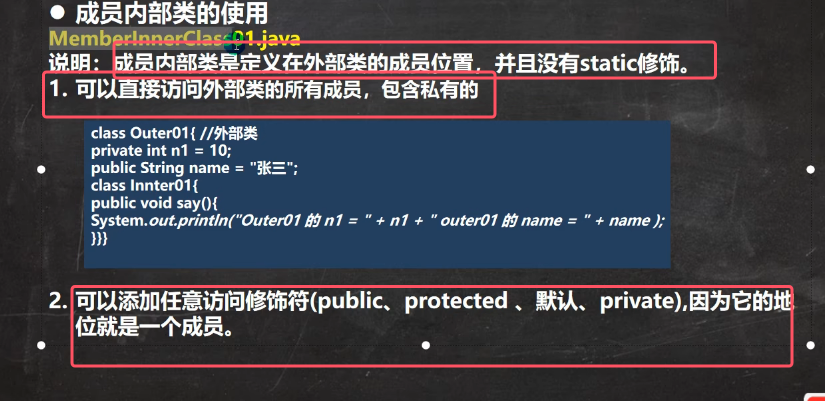 ● 成员内部类的使用
MemberInnerClass01.java
说明：成员内部类是定义在外部类的成员位置，并且没有static修饰。
1. 可以直接访问外部类的所有成员，包含私有的
class Outer01{ //外部类
private int n1 = 10;
public String name = "张三";
class Innter01{
public void say(){
System.out.println("Outer01 的 n1 = " + n1 + " outer01 的 name = " + name );
}}}
2. 可以添加任意访问修饰符(public、protected 、默认、private),因为它的地
位就是一个成员。